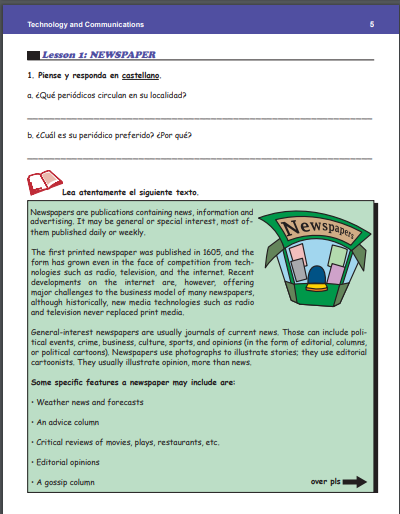 Technology and Communications 5
Lesson 1: NEWSPAPER
1. Piense y responda en castellano.
a. ¿Qué periódicos circulan en su localidad?
b. ¿Cuál es su periódico preferido? ¿Por qué?
Lea atentamente el siguiente texto.
Newspapers
Newspapers are publications containing news, information and
advertising. It may be general or special interest, most of-
them published daily or weekly.
The first printed newspaper was published in 1605, and the
form has grown even in the face of competition from tech-
nologies such as radio, television, and the internet. Recent
developments on the internet are, however, offering
major challenges to the business model of many newspapers,
although historically, new media technologies such as radio
and television never replaced print media.
General-interest newspapers are usually journals of current news. Those can include poli-
tical events, crime, business, culture, sports, and opinions (in the form of editorial, columns,
or political cartoons). Newspapers use photographs to illustrate stories; they use editorial
cartoonists. They usually illustrate opinion, more than news.
Some specific features a newspaper may include are:
• Weather news and forecasts
• An advice column
• Critical reviews of movies, plays, restaurants, etc.
• Editorial opinions
• A gossip column
over pls